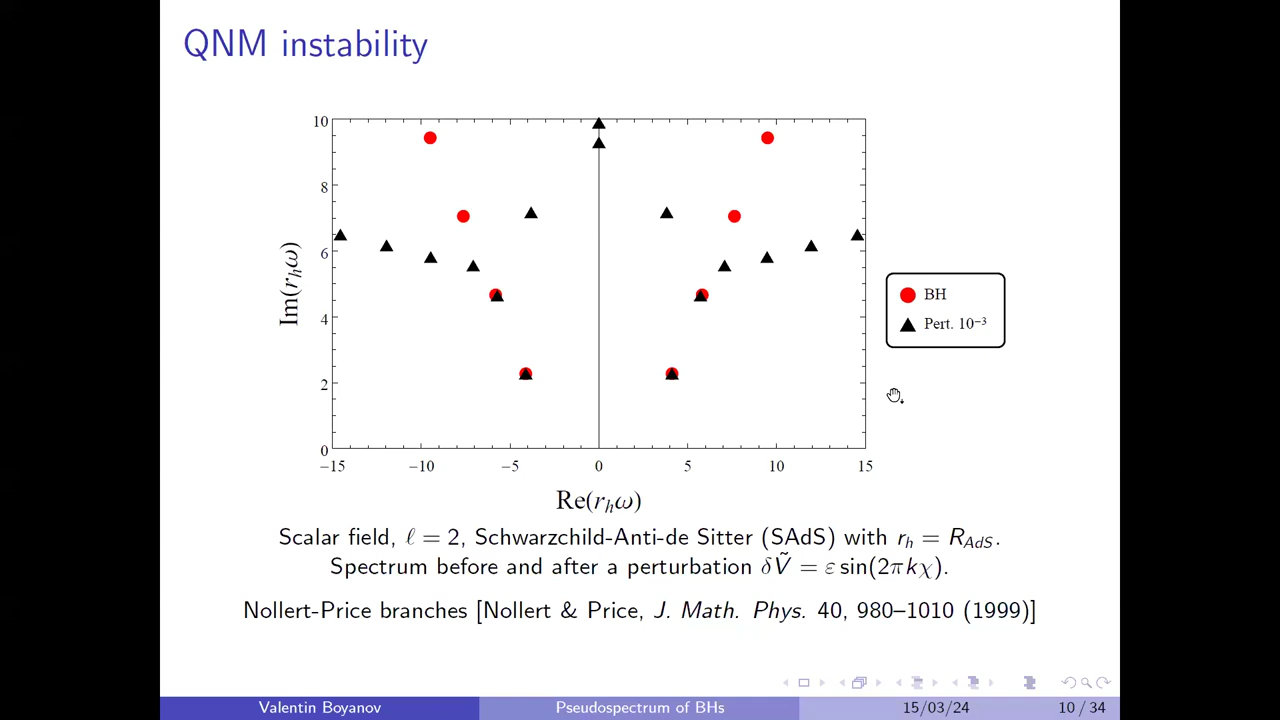 QNM instability
10
8
6
4
2
0
Im(r_hω)
−15 −10 −5 0 5 10 15
Re(r_hω)
BH
Pert. 10⁻³
Scalar field, ℓ = 2, Schwarzchild-Anti-de Sitter (SAdS) with r_h = R_AdS.
Spectrum before and after a perturbation δṼ = ε sin(2πkχ).
Nollert-Price branches [Nollert & Price, J. Math. Phys. 40, 980–1010 (1999)]
Valentin Boyanov Pseudospectrum of BHs 15/03/24 10 / 34